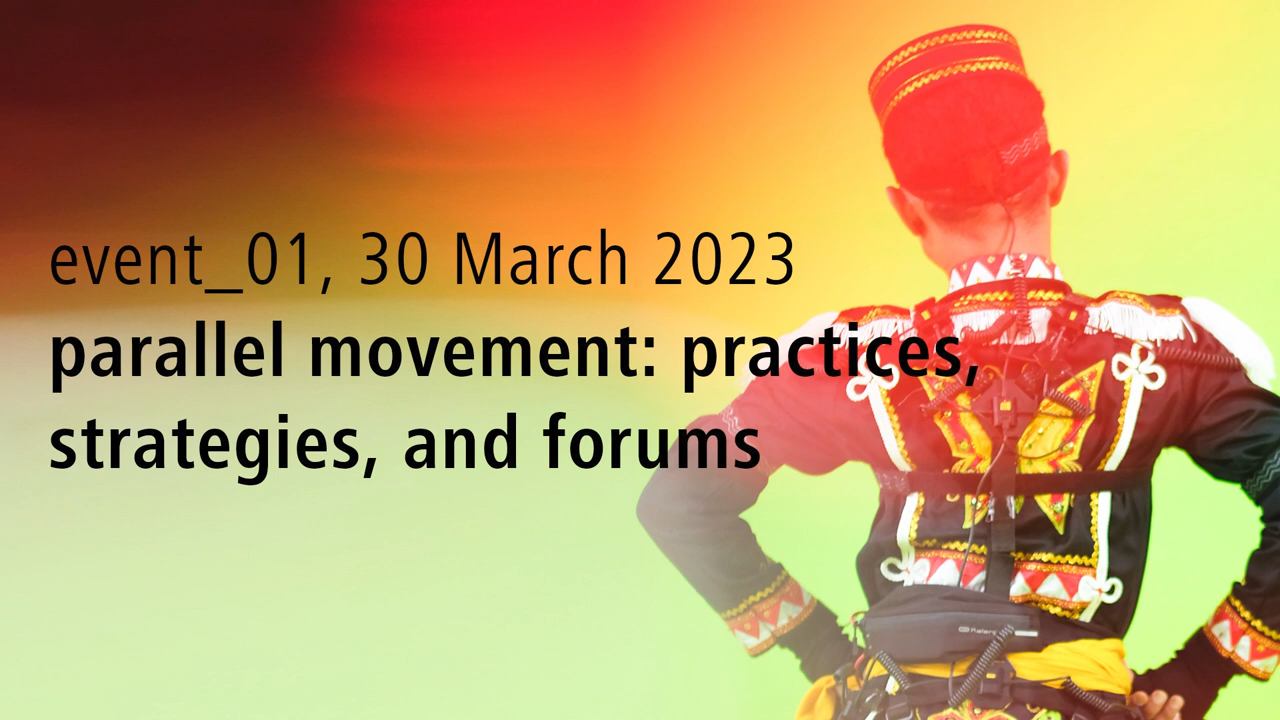 event_01, 30 March 2023
parallel movement: practices,
strategies, and forums